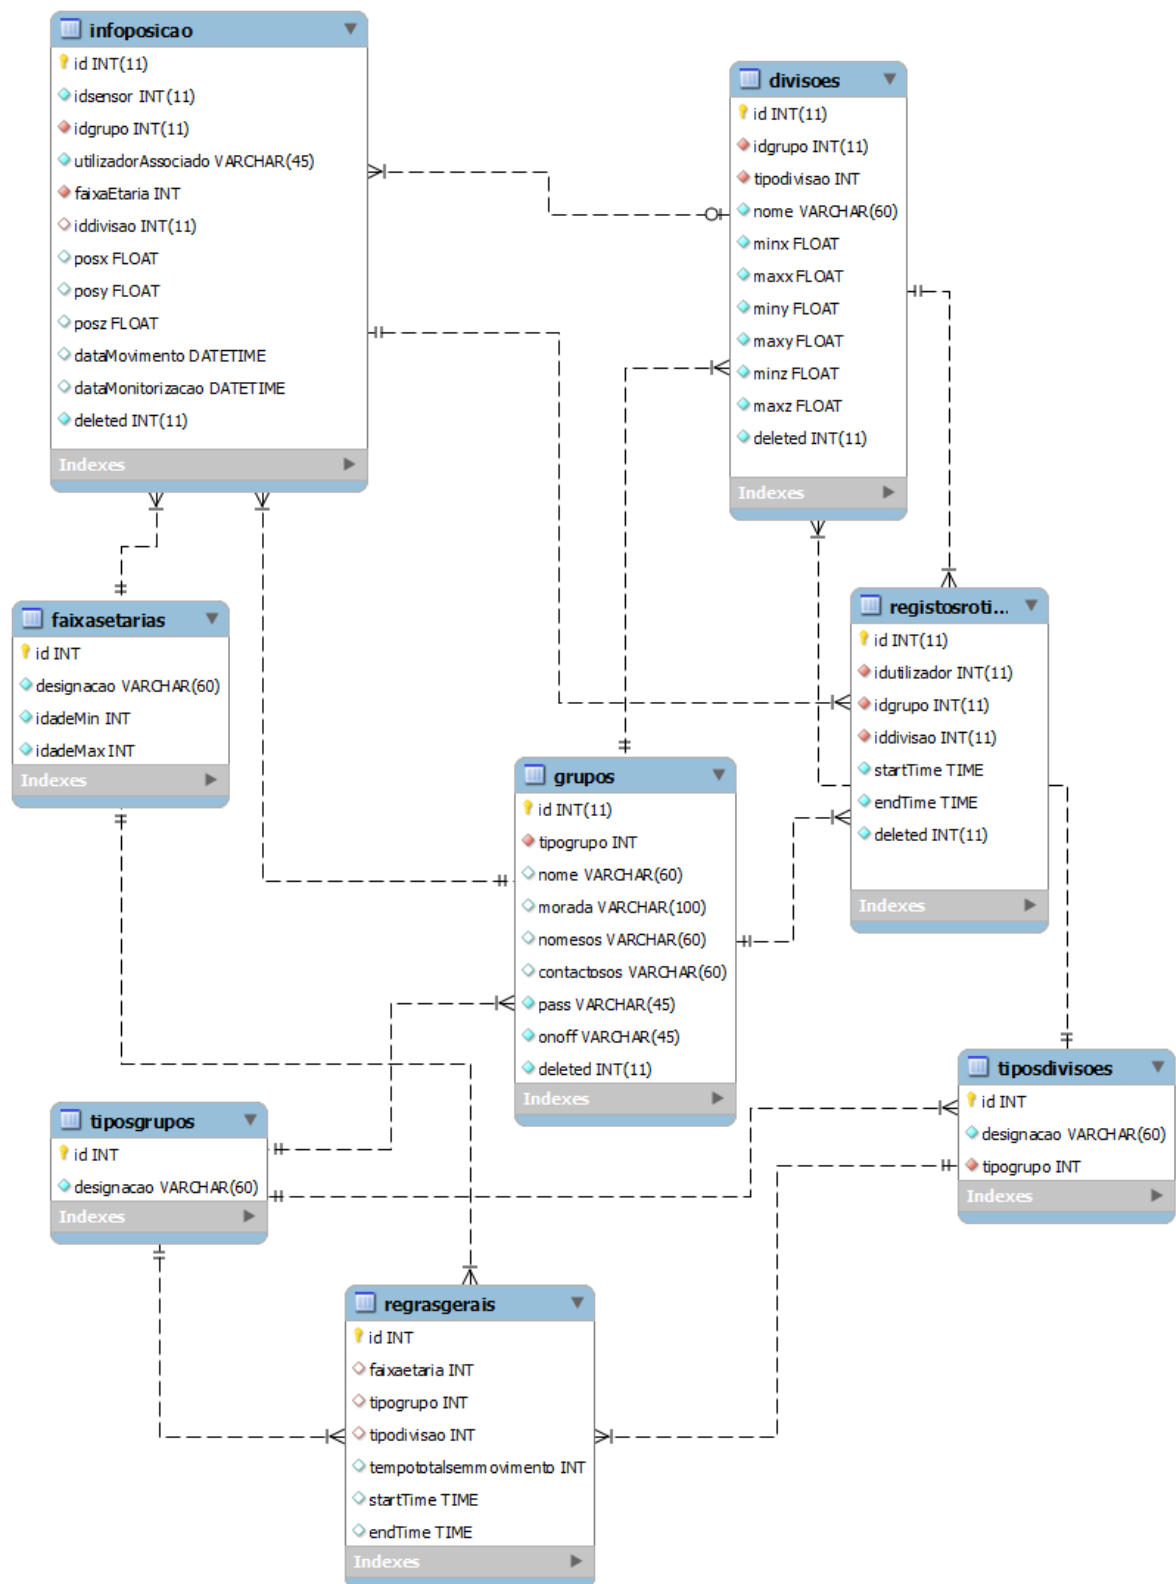 infoposicao
id INT(11)
idsensor INT(11)
idgrupo INT(11)
utilizadorAssociado VARCHAR(45)
faixaEtaria INT
iddivisao INT(11)
posx FLOAT
posy FLOAT
posz FLOAT
dataMovimento DATETIME
dataMonitorizacao DATETIME
deleted INT(11)
Indexes
divisoes
id INT(11)
idgrupo INT(11)
tipodivisao INT
nome VARCHAR(60)
minx FLOAT
maxx FLOAT
miny FLOAT
maxy FLOAT
minz FLOAT
maxz FLOAT
deleted INT(11)
Indexes
faixasetarias
id INT
designacao VARCHAR(60)
idadeMin INT
idadeMax INT
Indexes
registosroti...
id INT(11)
idutilizador INT(11)
idgrupo INT(11)
iddivisao INT(11)
startTime TIME
endTime TIME
deleted INT(11)
Indexes
grupos
id INT(11)
tipogrupo INT
nome VARCHAR(60)
morada VARCHAR(100)
nomesos VARCHAR(60)
contactosos VARCHAR(60)
pass VARCHAR(45)
onoff VARCHAR(45)
deleted INT(11)
Indexes
tiposdivisoes
id INT
designacao VARCHAR(60)
tipogrupo INT
Indexes
tiposgrupos
id INT
designacao VARCHAR(60)
Indexes
regrasgerais
id INT
faixaetaria INT
tipogrupo INT
tipodivisao INT
tempototalsemmovimento INT
startTime TIME
endTime TIME
Indexes